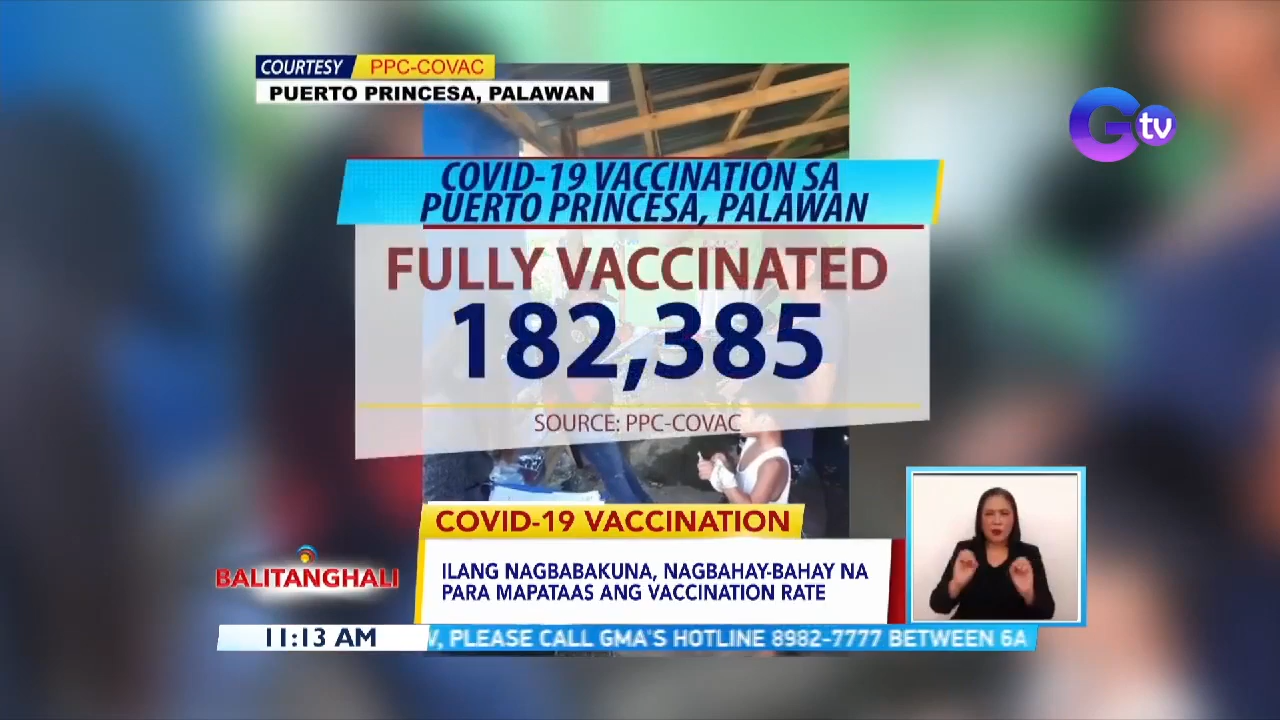 COURTESY PPC-COVAC
PUERTO PRINCESA, PALAWAN
Gtv
COVID-19 VACCINATION SA
PUERTO PRINCESA, PALAWAN
FULLY VACCINATED
182,385
SOURCE: PPC-COVAC
COVID-19 VACCINATION
BALITANGHALI
ILANG NAGBABAKUNA, NAGBAHAY-BAHAY NA
PARA MAPATAAS ANG VACCINATION RATE
11:13 AM
, PLEASE CALL GMA'S HOTLINE 8982-7777 BETWEEN 6A